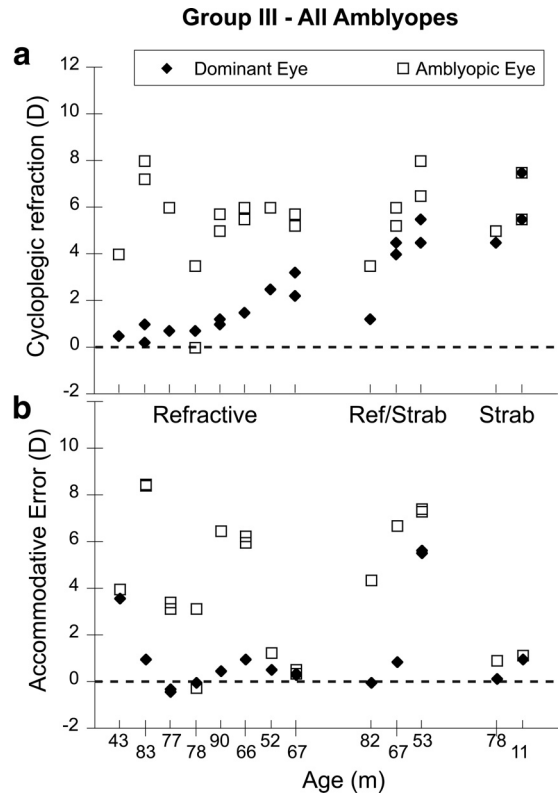 Group III - All Amblyopes
a
Dominant Eye Amblyopic Eye
Cycloplegic refraction (D)
12
10
8
6
4
2
0
-2
b
Refractive Ref/Strab Strab
Accommodative Error (D)
10
8
6
4
2
0
-2
43 77 90 52 82 53 78
83 78 66 67 67 11
Age (m)